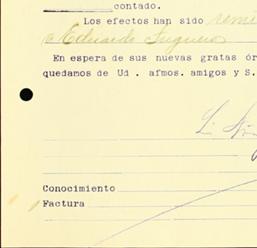 contado.
Los efectos han sido remi
a Eduardo
En espera de sus nuevas gratas ór
quedamos de Ud. afmos. amigos y S.
Conocimiento
Factura